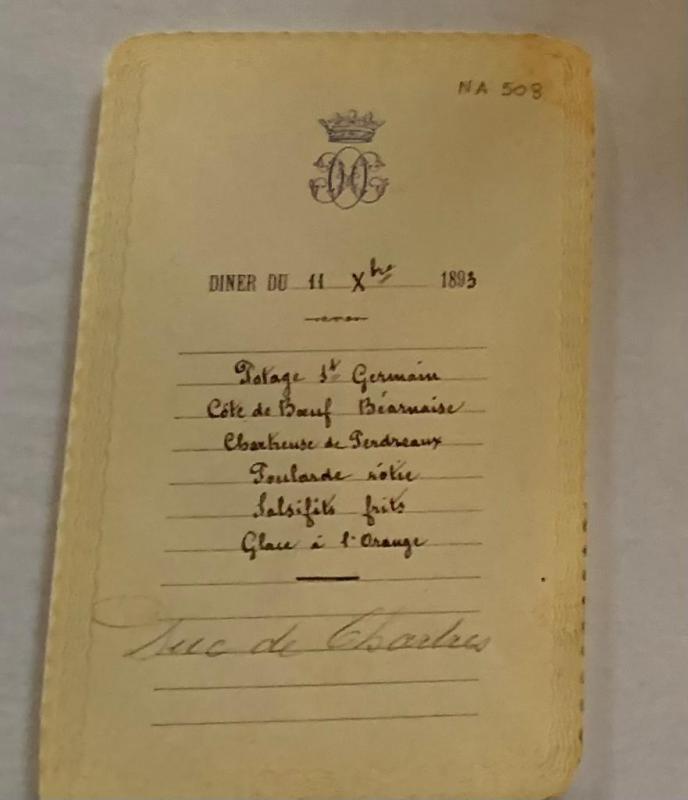 NA 508
DINER DU 11 Xbre 1893
Potage St Germain
Côte de Bœuf Béarnaise
Chartreuse de Perdreaux
Poularde rôtie
Salsifits frits
Glace à l'Orange
Duc de Chartres